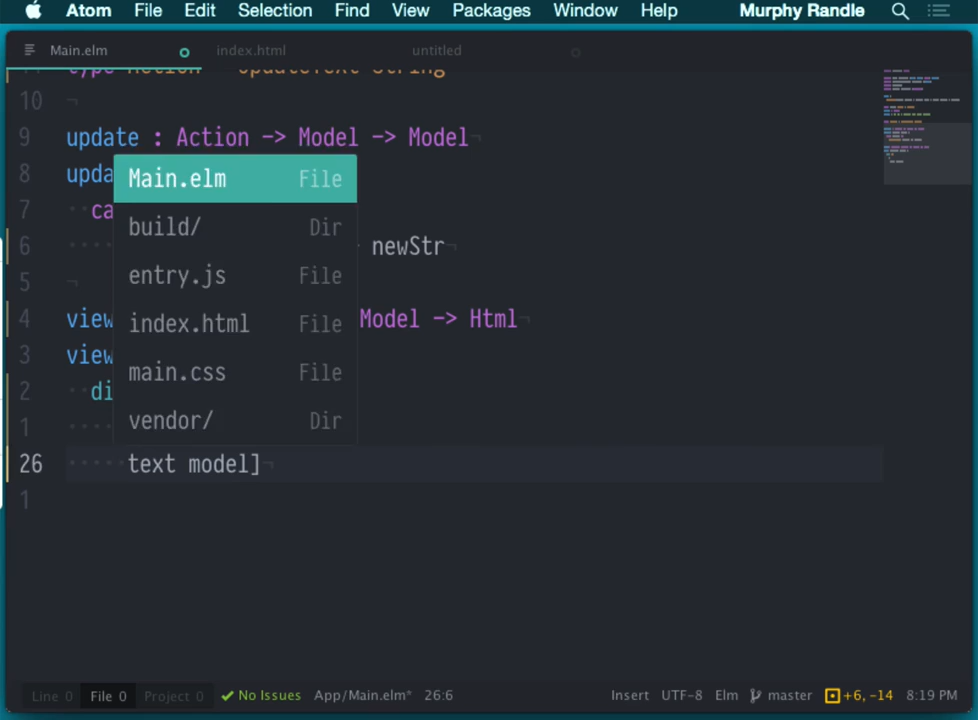 Atom File Edit Selection Find View Packages Window Help Murphy Randle
Main.elm index.html untitled
type Action = UpdateText String
10
9 update : Action -> Model -> Model
8 upda
Main.elm File
7 ca
build/ Dir
6 newStr
entry.js File
5
4 view Model -> Html
index.html File
3 view
main.css File
2 di
1
vendor/ Dir
26 text model]
1
Line 0 File 0 Project 0 No Issues App/Main.elm* 26:6 Insert UTF-8 Elm master +6, -14 8:19 PM